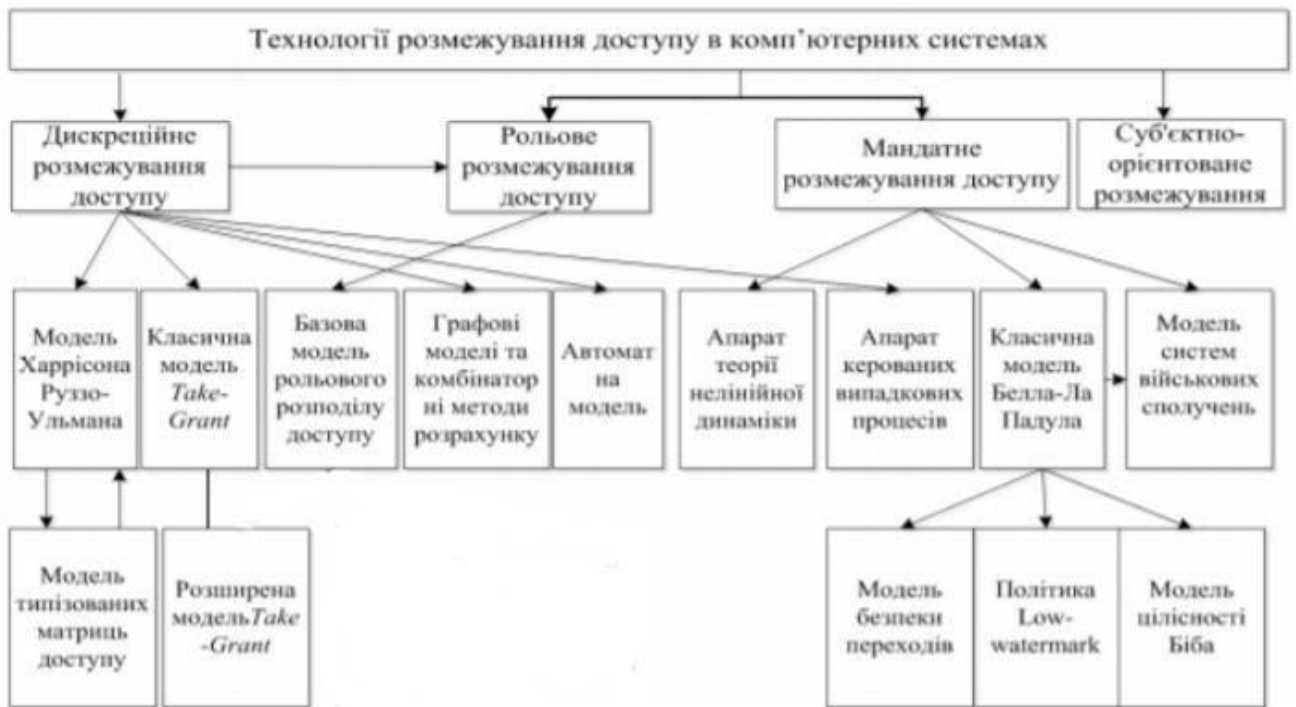 Технології розмежування доступу в комп’ютерних системах
Дискреційне
розмежування
доступу
Рольове
розмежування
доступу
Мандатне
розмежування доступу
Суб'єктно-
орієнтоване
розмежування
Модель
Харрісона
Руззо-
Ульмана
Класична
модель
Take-
Grant
Базова
модель
рольового
розподілу
доступу
Графові
моделі та
комбінатор
ні методи
розрахунку
Автомат
на
модель
Апарат
теорії
нелінійної
динаміки
Апарат
керованих
випадкових
процесів
Класична
модель
Белла-Ла
Падула
Модель
систем
військових
сполучень
Модель
типізованих
матриць
доступу
Розширена
модельTake
-Grant
Модель
безпеки
переходів
Політика
Low-
watermark
Модель
цілісності
Біба